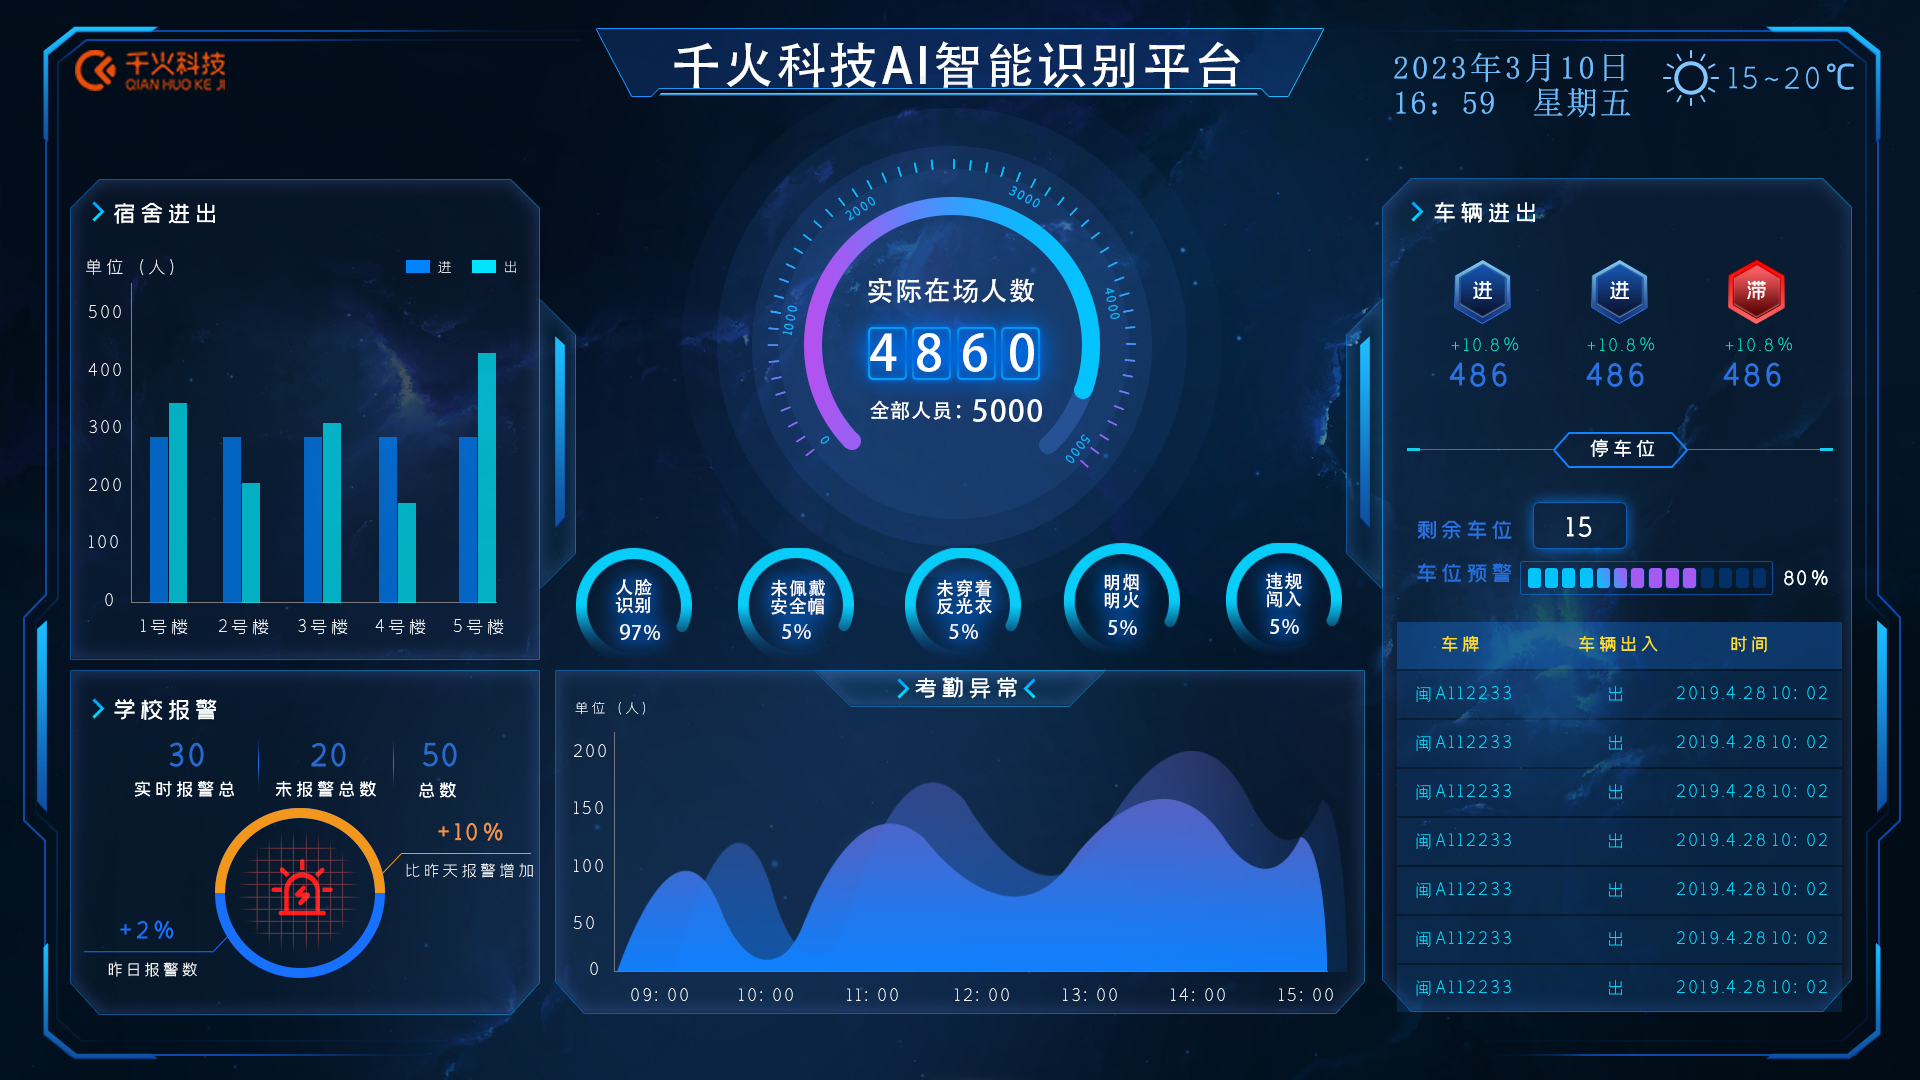 千火科技
QIAN HUO KE JI
千火科技AI智能识别平台
2023年3月10日
16：59 星期五
15~20℃
宿舍进出
单位（人）
进
出
500
400
300
200
100
0
1号楼 2号楼 3号楼 4号楼 5号楼
0
1000
2000
3000
4000
5000
实际在场人数
4860
全部人员：5000
人脸
识别
97%
未佩戴
安全帽
5%
未穿着
反光衣
5%
明烟
明火
5%
违规
闯入
5%
学校报警
30 20 50
实时报警总 未报警总数 总数
+10%
比昨天报警增加
+2%
昨日报警数
考勤异常
单位（人）
200
150
100
50
0
09：00 10：00 11：00 12：00 13：00 14：00 15：00
车辆进出
进 进 滞
+10.8% +10.8% +10.8%
486 486 486
停车位
剩余车位 15
车位预警 80%
车牌 车辆出入 时间
闽A112233 出 2019.4.28 10：02
闽A112233 出 2019.4.28 10：02
闽A112233 出 2019.4.28 10：02
闽A112233 出 2019.4.28 10：02
闽A112233 出 2019.4.28 10：02
闽A112233 出 2019.4.28 10：02
闽A112233 出 2019.4.28 10：02